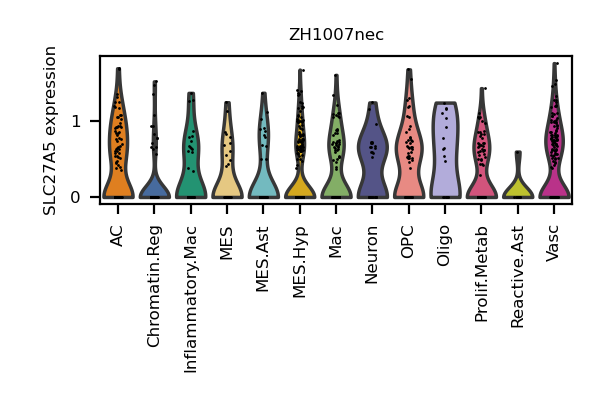 ZH1007nec
SLC27A5 expression
1
0
AC
Chromatin.Reg
Inflammatory.Mac
MES
MES.Ast
MES.Hyp
Mac
Neuron
OPC
Oligo
Prolif.Metab
Reactive.Ast
Vasc